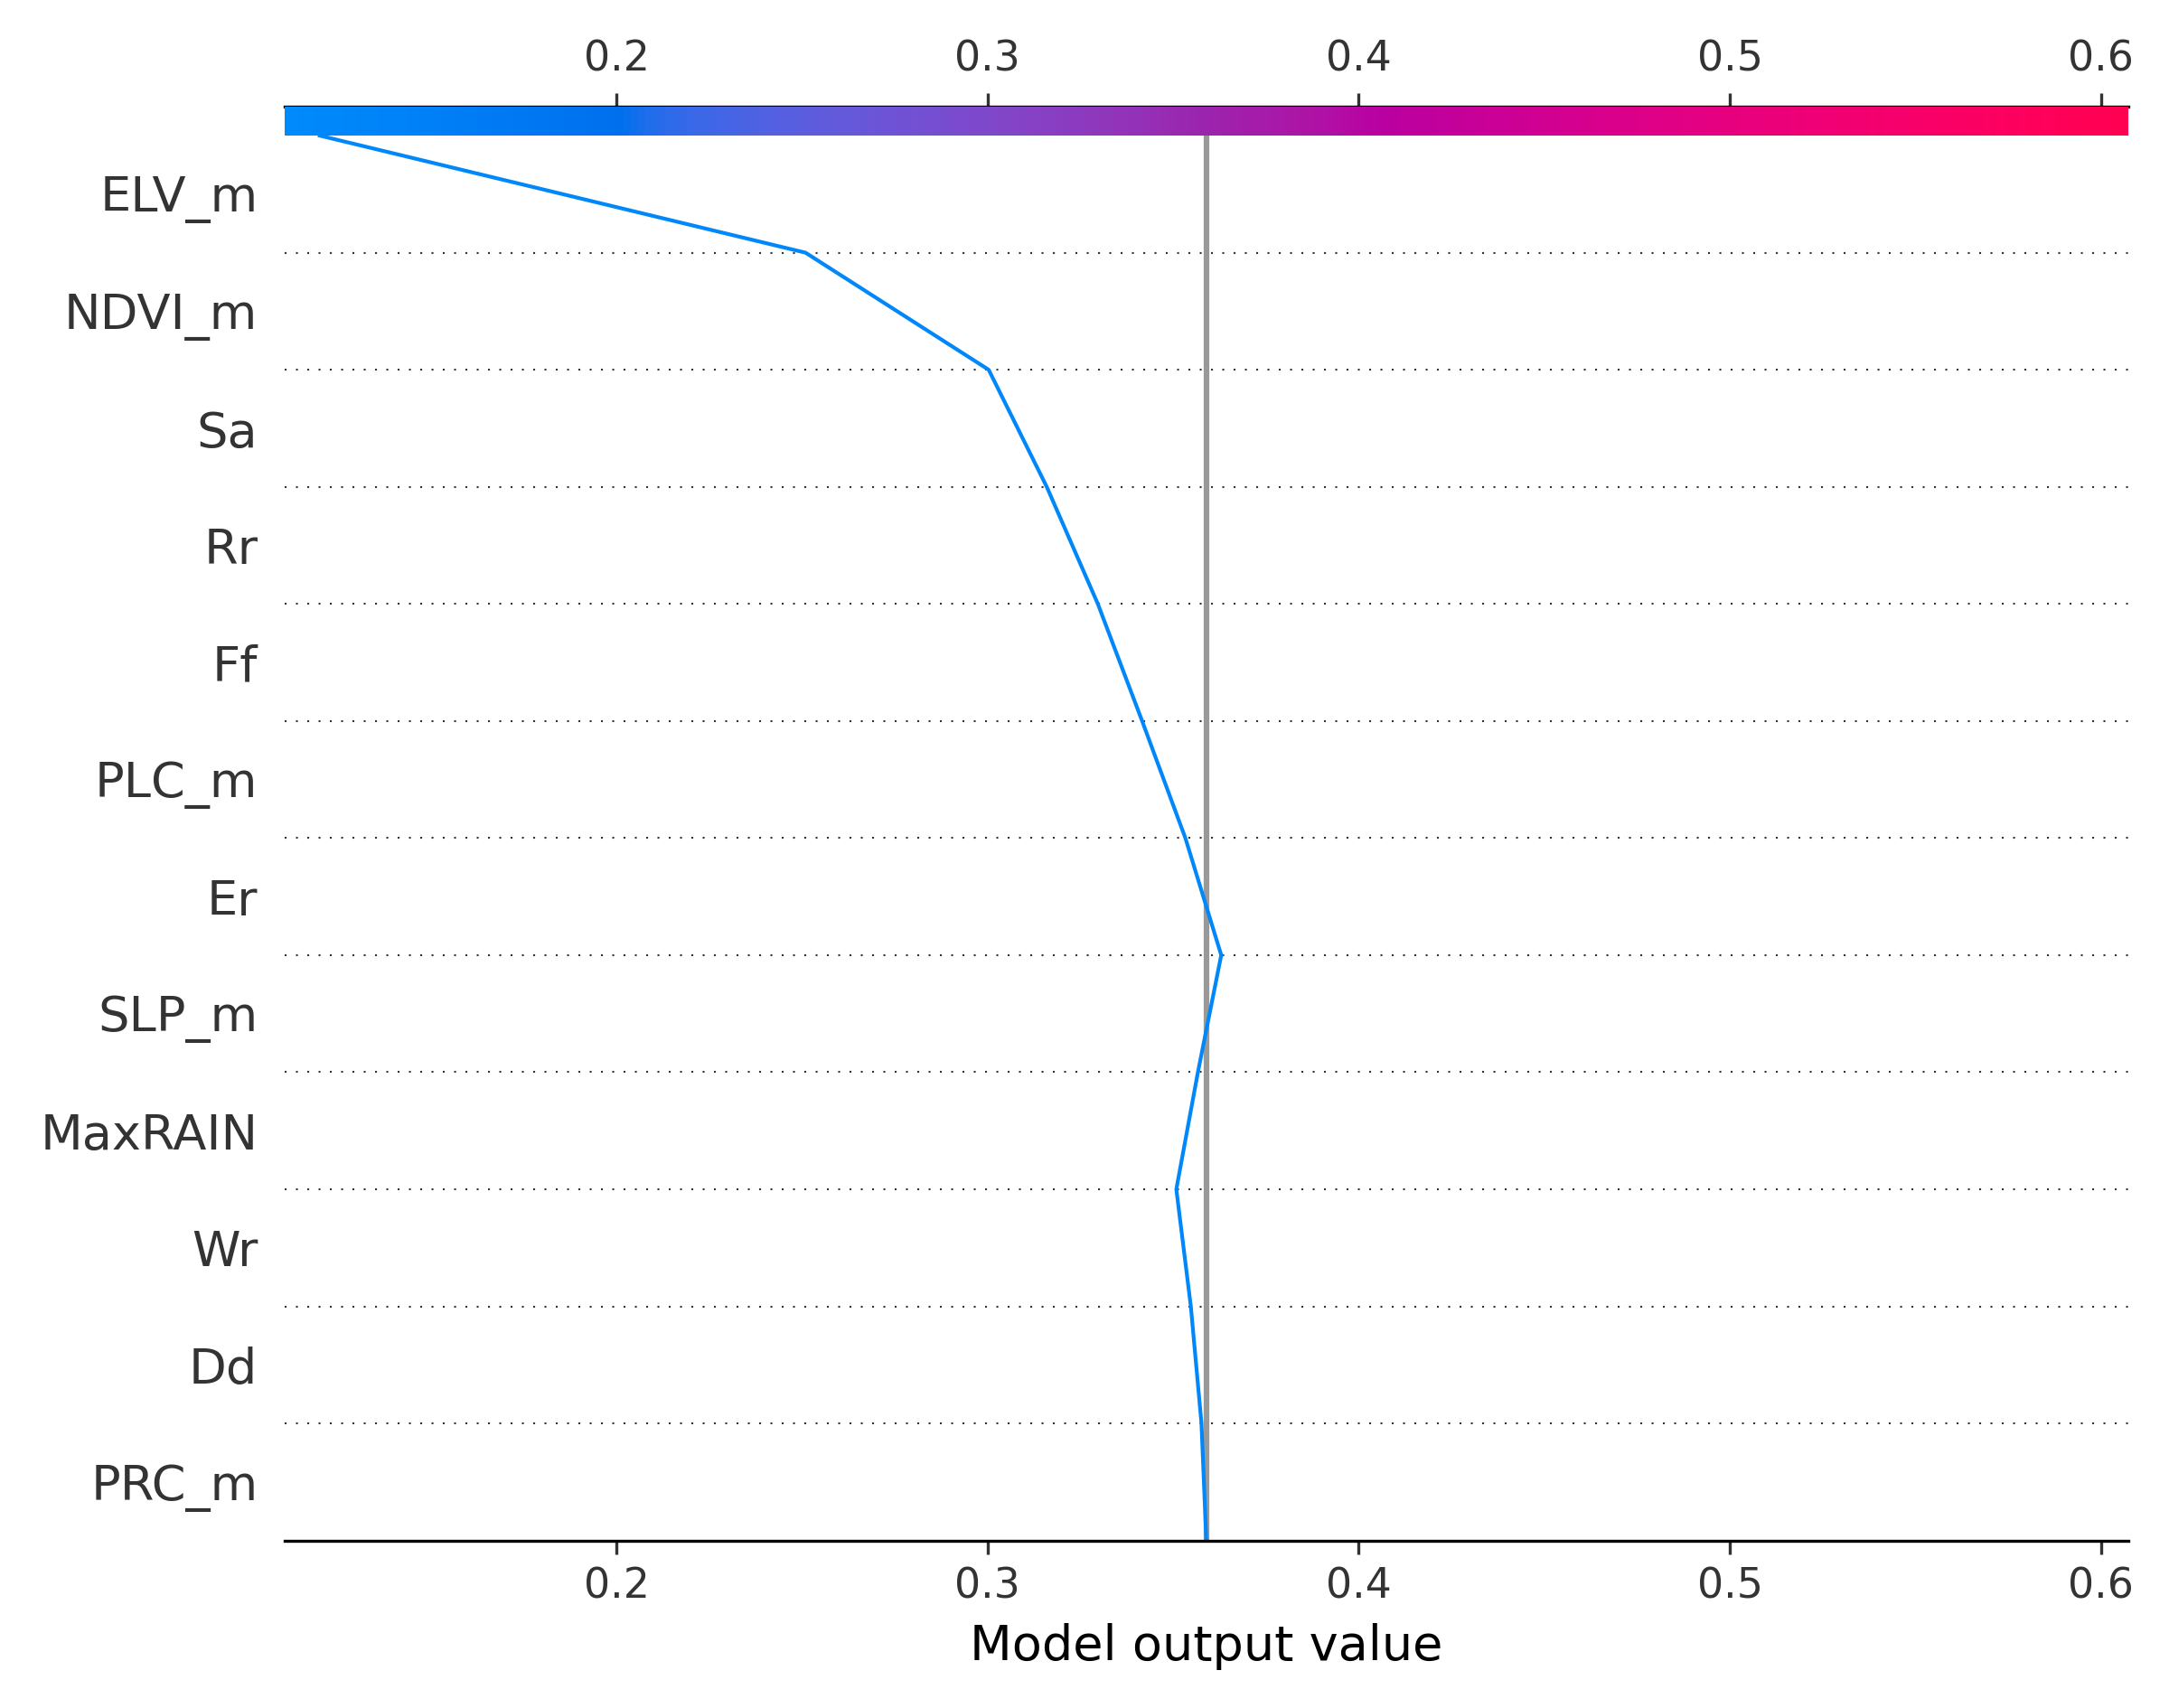 0.2 0.3 0.4 0.5 0.6
ELV_m
NDVI_m
Sa
Rr
Ff
PLC_m
Er
SLP_m
MaxRAIN
Wr
Dd
PRC_m
0.2 0.3 0.4 0.5 0.6
Model output value